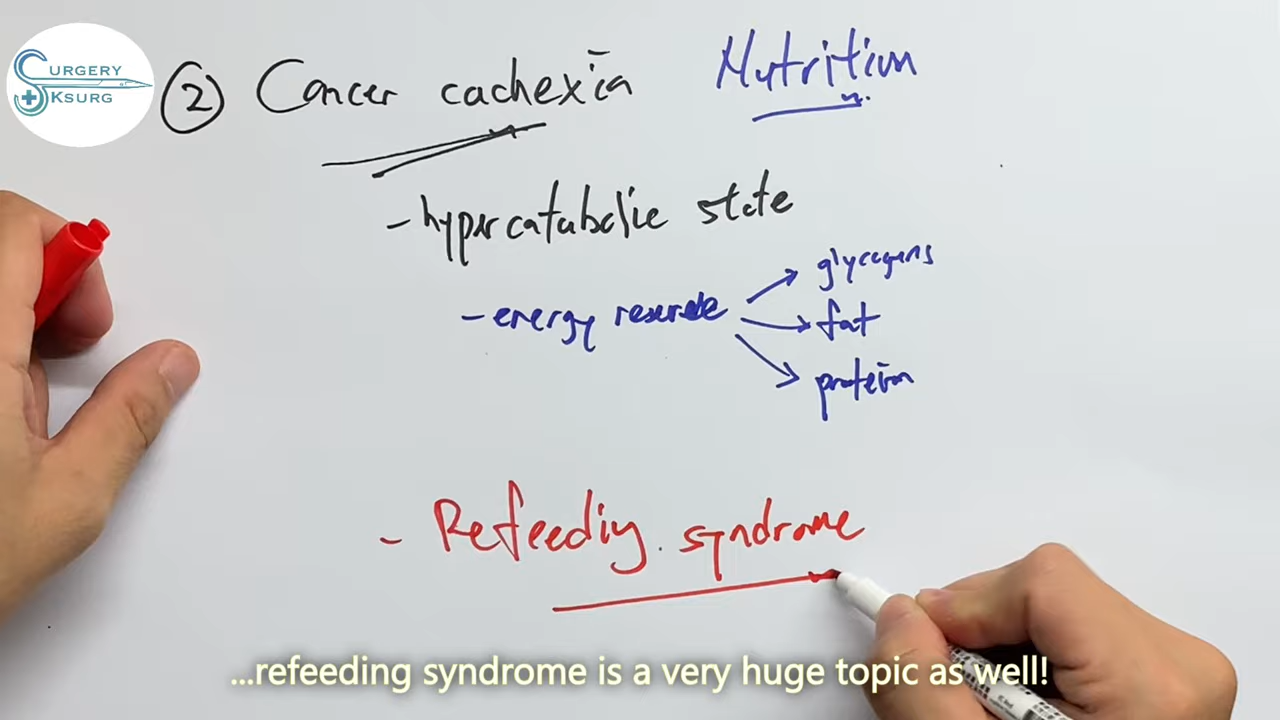 SURGERY
SKSURG
② Cancer cachexia Nutrition
- hypercatabolic state
- energy reserve
glycogens
fat
protein
- Refeeding syndrome
...refeeding syndrome is a very huge topic as well!